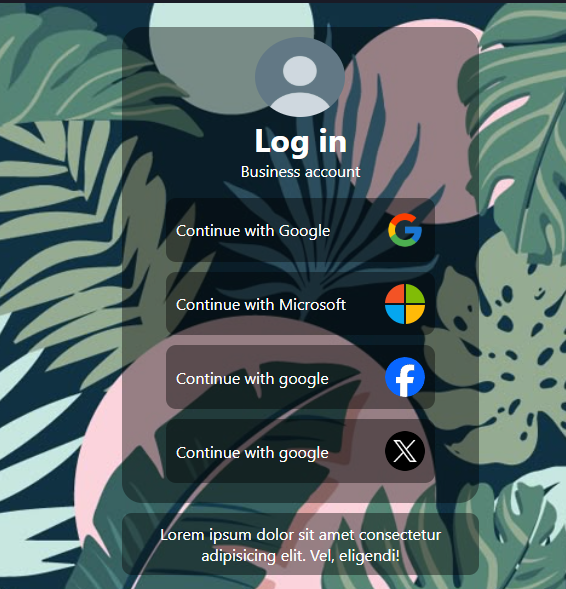 Log in
Business account
Continue with Google
Continue with Microsoft
Continue with google
Continue with google
Lorem ipsum dolor sit amet consectetur
adipisicing elit. Vel, eligendi!